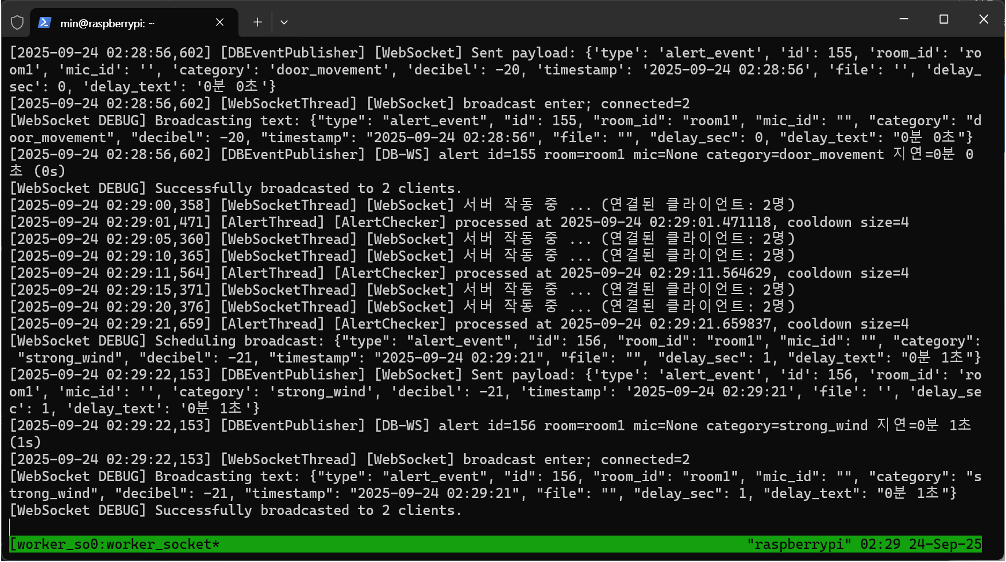 min@raspberrypi: ~
[2025-09-24 02:28:56,602] [DBEventPublisher] [WebSocket] Sent payload: {'type': 'alert_event', 'id': 155, 'room_id': 'ro
om1', 'mic_id': '', 'category': 'door_movement', 'decibel': -20, 'timestamp': '2025-09-24 02:28:56', 'file': '', 'delay_
sec': 0, 'delay_text': '0분 0초'}
[2025-09-24 02:28:56,602] [WebSocketThread] [WebSocket] broadcast enter; connected=2
[WebSocket DEBUG] Broadcasting text: {"type": "alert_event", "id": 155, "room_id": "room1", "mic_id": "", "category": "d
oor_movement", "decibel": -20, "timestamp": "2025-09-24 02:28:56", "file": "", "delay_sec": 0, "delay_text": "0분 0초"}
[2025-09-24 02:28:56,602] [DBEventPublisher] [DB-WS] alert id=155 room=room1 mic=None category=door_movement 지연=0분 0
초 (0s)
[WebSocket DEBUG] Successfully broadcasted to 2 clients.
[2025-09-24 02:29:00,358] [WebSocketThread] [WebSocket] 서버 작동 중 ... (연결된 클라이언트: 2명)
[2025-09-24 02:29:01,471] [AlertThread] [AlertChecker] processed at 2025-09-24 02:29:01.471118, cooldown size=4
[2025-09-24 02:29:05,360] [WebSocketThread] [WebSocket] 서버 작동 중 ... (연결된 클라이언트: 2명)
[2025-09-24 02:29:10,365] [WebSocketThread] [WebSocket] 서버 작동 중 ... (연결된 클라이언트: 2명)
[2025-09-24 02:29:11,564] [AlertThread] [AlertChecker] processed at 2025-09-24 02:29:11.564629, cooldown size=4
[2025-09-24 02:29:15,371] [WebSocketThread] [WebSocket] 서버 작동 중 ... (연결된 클라이언트: 2명)
[2025-09-24 02:29:20,376] [WebSocketThread] [WebSocket] 서버 작동 중 ... (연결된 클라이언트: 2명)
[2025-09-24 02:29:21,659] [AlertThread] [AlertChecker] processed at 2025-09-24 02:29:21.659837, cooldown size=4
[WebSocket DEBUG] Scheduling broadcast: {"type": "alert_event", "id": 156, "room_id": "room1", "mic_id": "", "category":
 "strong_wind", "decibel": -21, "timestamp": "2025-09-24 02:29:21", "file": "", "delay_sec": 1, "delay_text": "0분 1초"}
[2025-09-24 02:29:22,153] [DBEventPublisher] [WebSocket] Sent payload: {'type': 'alert_event', 'id': 156, 'room_id': 'ro
om1', 'mic_id': '', 'category': 'strong_wind', 'decibel': -21, 'timestamp': '2025-09-24 02:29:21', 'file': '', 'delay_se
c': 1, 'delay_text': '0분 1초'}
[2025-09-24 02:29:22,153] [DBEventPublisher] [DB-WS] alert id=156 room=room1 mic=None category=strong_wind 지연=0분 1초
(1s)
[2025-09-24 02:29:22,153] [WebSocketThread] [WebSocket] broadcast enter; connected=2
[WebSocket DEBUG] Broadcasting text: {"type": "alert_event", "id": 156, "room_id": "room1", "mic_id": "", "category": "s
trong_wind", "decibel": -21, "timestamp": "2025-09-24 02:29:21", "file": "", "delay_sec": 1, "delay_text": "0분 1초"}
[WebSocket DEBUG] Successfully broadcasted to 2 clients.
[worker_so0:worker_socket* "raspberrypi" 02:29 24-Sep-25